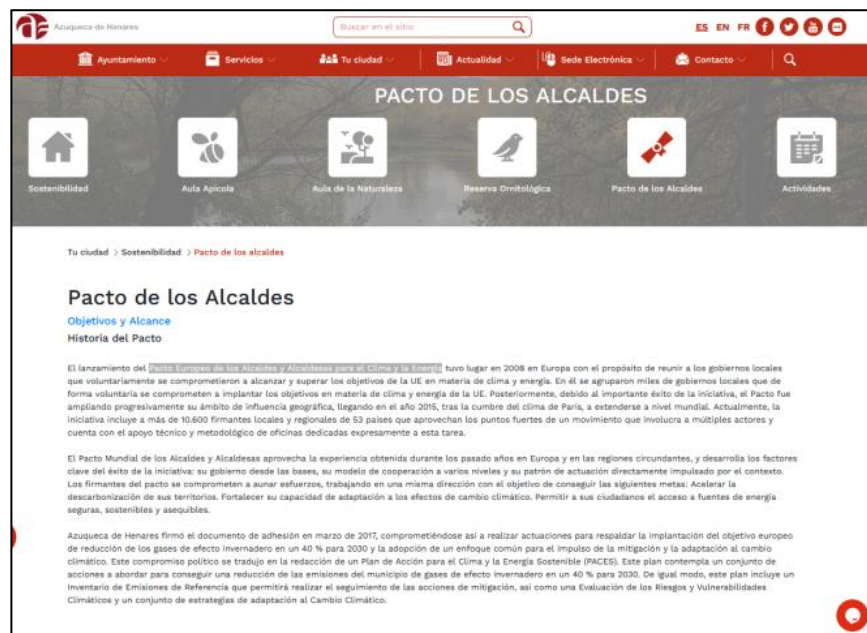 Azuqueca de Henares
Buscar en el sitio
ES EN FR
Ayuntamiento
Servicios
Tu ciudad
Actualidad
Sede Electrónica
Contacto
PACTO DE LOS ALCALDES
Sostenibilidad
Aula Apícola
Aula de la Naturaleza
Reserva Ornitológica
Pacto de los Alcaldes
Actividades
Tu ciudad > Sostenibilidad > Pacto de los alcaldes
Pacto de los Alcaldes
Objetivos y Alcance
Historia del Pacto
El lanzamiento del Pacto Europeo de los Alcaldes y Alcaldesas para el Clima y la Energía tuvo lugar en 2008 en Europa con el propósito de reunir a los gobiernos locales
que voluntariamente se comprometieron a alcanzar y superar los objetivos de la UE en materia de clima y energía. En él se agruparon miles de gobiernos locales que de
forma voluntaria se comprometen a implantar los objetivos en materia de clima y energía de la UE. Posteriormente, debido al importante éxito de la iniciativa, el Pacto fue
ampliando progresivamente su ámbito de influencia geográfica, llegando en el año 2015, tras la cumbre del clima de París, a extenderse a nivel mundial. Actualmente, la
iniciativa incluye a más de 10.600 firmantes locales y regionales de 53 países que aprovechan los puntos fuertes de un movimiento que involucra a múltiples actores y
cuenta con el apoyo técnico y metodológico de oficinas dedicadas expresamente a esta tarea.
El Pacto Mundial de los Alcaldes y Alcaldesas aprovecha la experiencia obtenida durante los pasado años en Europa y en las regiones circundantes, y desarrolla los factores
clave del éxito de la iniciativa: su gobierno desde las bases, su modelo de cooperación a varios niveles y su patrón de actuación directamente impulsado por el contexto.
Los firmantes del pacto se comprometen a aunar esfuerzos, trabajando en una misma dirección con el objetivo de conseguir las siguientes metas: Acelerar la
descarbonización de sus territorios. Fortalecer su capacidad de adaptación a los efectos de cambio climático. Permitir a sus ciudadanos el acceso a fuentes de energía
seguras, sostenibles y asequibles.
Azuqueca de Henares firmó el documento de adhesión en marzo de 2017, comprometiéndose así a realizar actuaciones para respaldar la implantación del objetivo europeo
de reducción de los gases de efecto invernadero en un 40 % para 2030 y la adopción de un enfoque común para el impulso de la mitigación y la adaptación al cambio
climático. Este compromiso político se tradujo en la redacción de un Plan de Acción para el Clima y la Energía Sostenible (PACES). Este plan contempla un conjunto de
acciones a abordar para conseguir una reducción de las emisiones del municipio de gases de efecto invernadero en un 40 % para 2030. De igual modo, este plan incluye un
Inventario de Emisiones de Referencia que permitirá realizar el seguimiento de las acciones de mitigación, así como una Evaluación de los Riesgos y Vulnerabilidades
Climáticos y un conjunto de estrategias de adaptación al Cambio Climático.